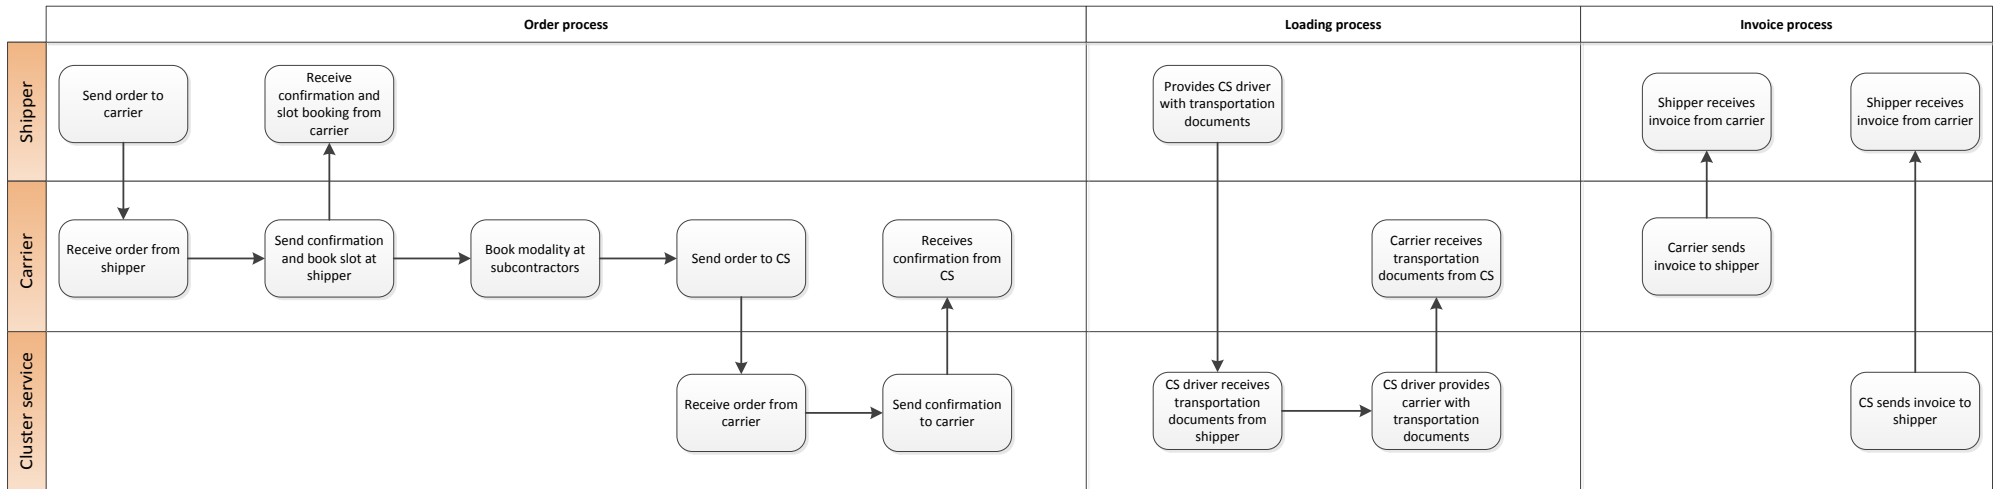 Order process
Loading process
Invoice process
Shipper
Send order to
carrier
Receive
confirmation and
slot booking from
carrier
Provides CS driver
with transportation
documents
Shipper receives
invoice from carrier
Shipper receives
invoice from carrier
Carrier
Receive order from
shipper
Send confirmation
and book slot at
shipper
Book modality at
subcontractors
Send order to CS
Receives
confirmation from
CS
Carrier receives
transportation
documents from CS
Carrier sends
invoice to shipper
Cluster service
Receive order from
carrier
Send confirmation
to carrier
CS driver receives
transportation
documents from
shipper
CS driver provides
carrier with
transportation
documents
CS sends invoice to
shipper